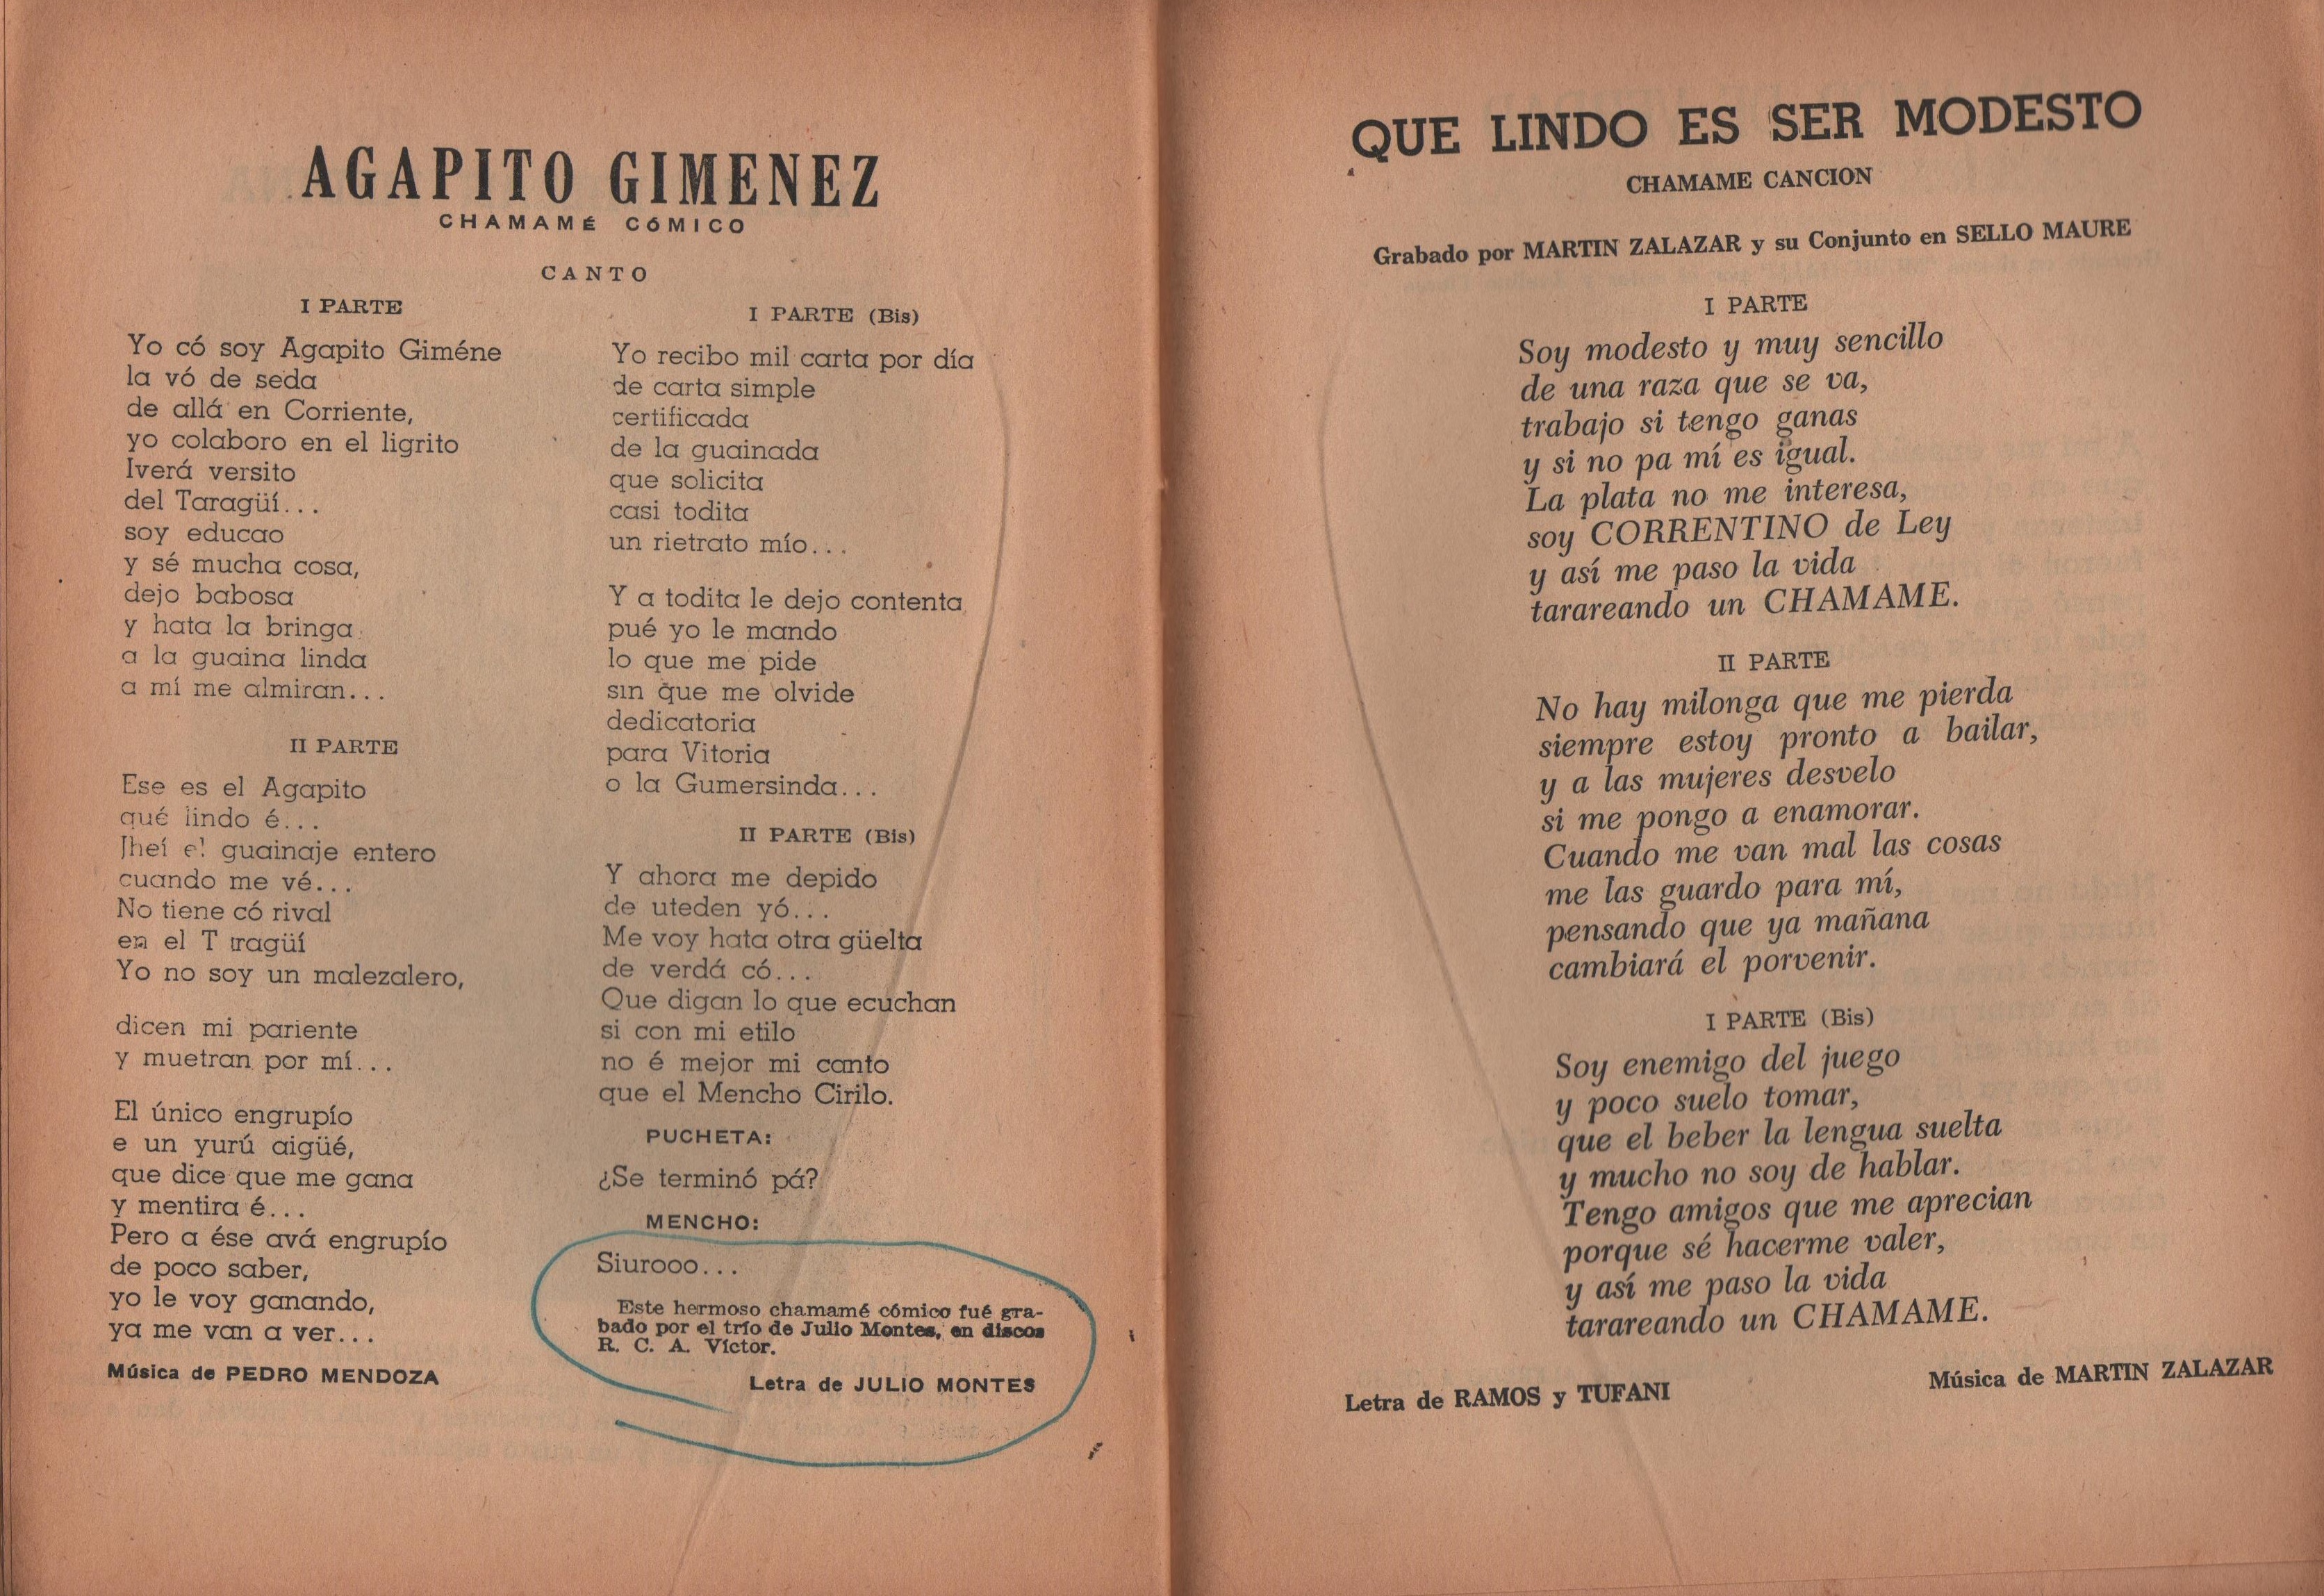 AGAPITO GIMENEZ
CHAMAMÉ CóMICO
CANTO
I PARTE
Yo có soy Agapito Giméne
la vó de seda
de allá en Corriente,
yo colaboro en el ligrito
Iverá versito
del Taragüí...
soy educao
y sé mucha cosa,
dejo babosa
y hata la bringa
a la guaina linda
a mí me almiran...
II PARTE
Ese es el Agapito
qué lindo é...
Jheí el guainaje entero
cuando me vé...
No tiene có rival
en el T ragüí
Yo no soy un malezalero,
dicen mi pariente
y muetran por mí...
El único engrupío
e un yurú aigüé,
que dice que me gana
y mentira é...
Pero a ése avá engrupío
de poco saber,
yo le voy ganando,
ya me van a ver...
Música de PEDRO MENDOZA
I PARTE (Bis)
Yo recibo mil carta por día
de carta simple
certificada
de la guainada
que solicita
casi todita
un rietrato mío...
Y a todita le dejo contenta
pué yo le mando
lo que me pide
sin que me olvide
dedicatoria
para Vitoria
o la Gumersinda...
II PARTE (Bis)
Y ahora me depido
de uteden yó...
Me voy hata otra güelta
de verdá có...
Que digan lo que ecuchan
si con mi etilo
no é mejor mi canto
que el Mencho Cirilo.
PUCHETA:
¿Se terminó pá?
MENCHO:
Siurooo...
Este hermoso chamamé cómico fué gra-
bado por el trío de Julio Montes, en discos
R. C. A. Víctor.
Letra de JULIO MONTES
QUE LINDO ES SER MODESTO
CHAMAME CANCION
Grabado por MARTIN ZALAZAR y su Conjunto en SELLO MAURE
I PARTE
Soy modesto y muy sencillo
de una raza que se va,
trabajo si tengo ganas
y si no pa mí es igual.
La plata no me interesa,
soy CORRENTINO de Ley
y así me paso la vida
tarareando un CHAMAME.
II PARTE
No hay milonga que me pierda
siempre estoy pronto a bailar,
y a las mujeres desvelo
si me pongo a enamorar.
Cuando me van mal las cosas
me las guardo para mí,
pensando que ya mañana
cambiará el porvenir.
I PARTE (Bis)
Soy enemigo del juego
y poco suelo tomar,
que el beber la lengua suelta
y mucho no soy de hablar.
Tengo amigos que me aprecian
porque sé hacerme valer,
y así me paso la vida
tarareando un CHAMAME.
Letra de RAMOS y TUFANI
Música de MARTIN ZALAZAR